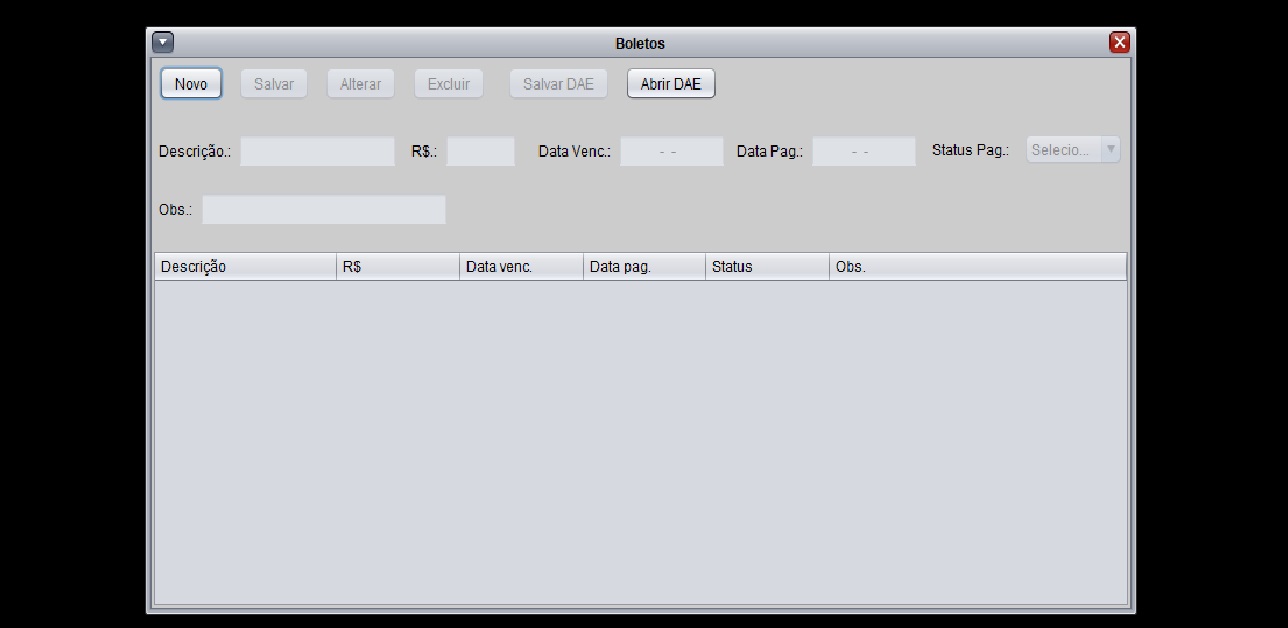 Boletos
Novo Salvar Alterar Excluir Salvar DAE Abrir DAE
Descrição.: R$.: Data Venc.: - - Data Pag.: - - Status Pag.: Selecio...
Obs.:
Descrição R$ Data venc. Data pag. Status Obs.